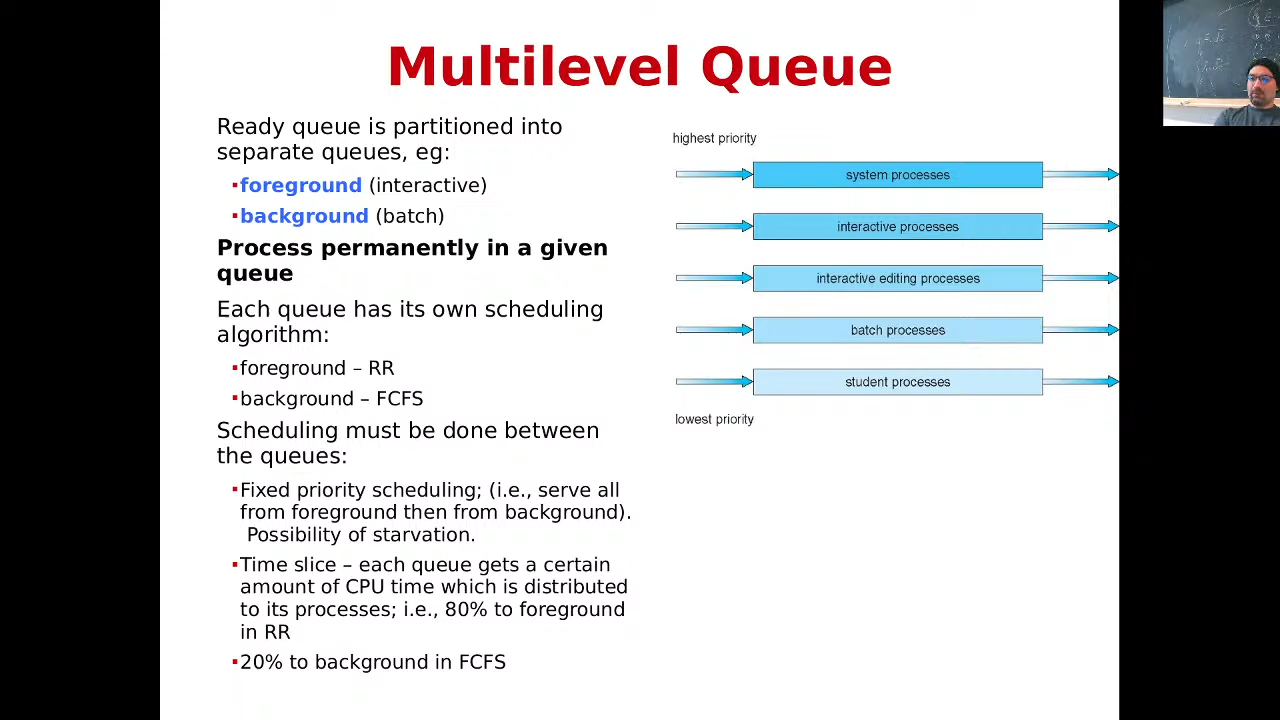 Multilevel Queue
Ready queue is partitioned into
separate queues, eg:
▪foreground (interactive)
▪background (batch)
Process permanently in a given
queue
Each queue has its own scheduling
algorithm:
▪foreground – RR
▪background – FCFS
Scheduling must be done between
the queues:
▪Fixed priority scheduling; (i.e., serve all
from foreground then from background).
Possibility of starvation.
▪Time slice – each queue gets a certain
amount of CPU time which is distributed
to its processes; i.e., 80% to foreground
in RR
▪20% to background in FCFS
highest priority
system processes
interactive processes
interactive editing processes
batch processes
student processes
lowest priority